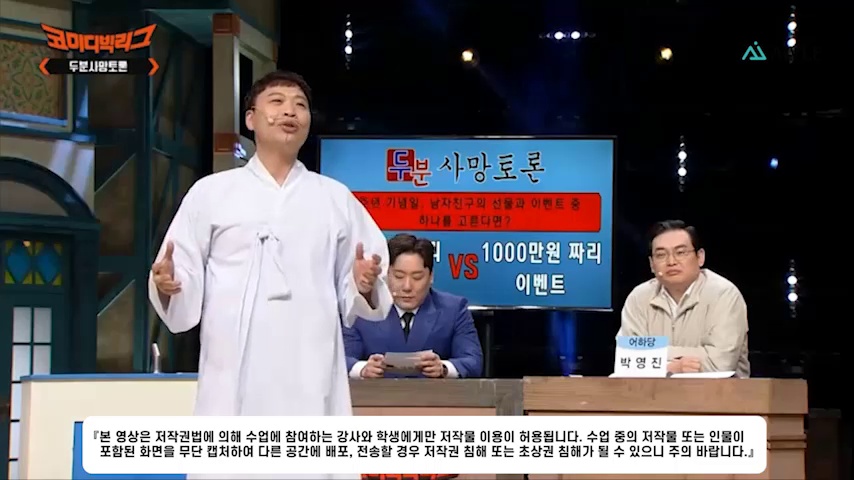 코미디빅리그
두분사망토론
두분 사망토론
년 기념일, 남자친구의 선물과 이벤트 중
하나를 고른다면?
VS
1000만원 짜리
이벤트
어하당
박영진
『본 영상은 저작권법에 의해 수업에 참여하는 강사와 학생에게만 저작물 이용이 허용됩니다. 수업 중의 저작물 또는 인물이
포함된 화면을 무단 캡처하여 다른 공간에 배포, 전송할 경우 저작권 침해 또는 초상권 침해가 될 수 있으니 주의 바랍니다.』